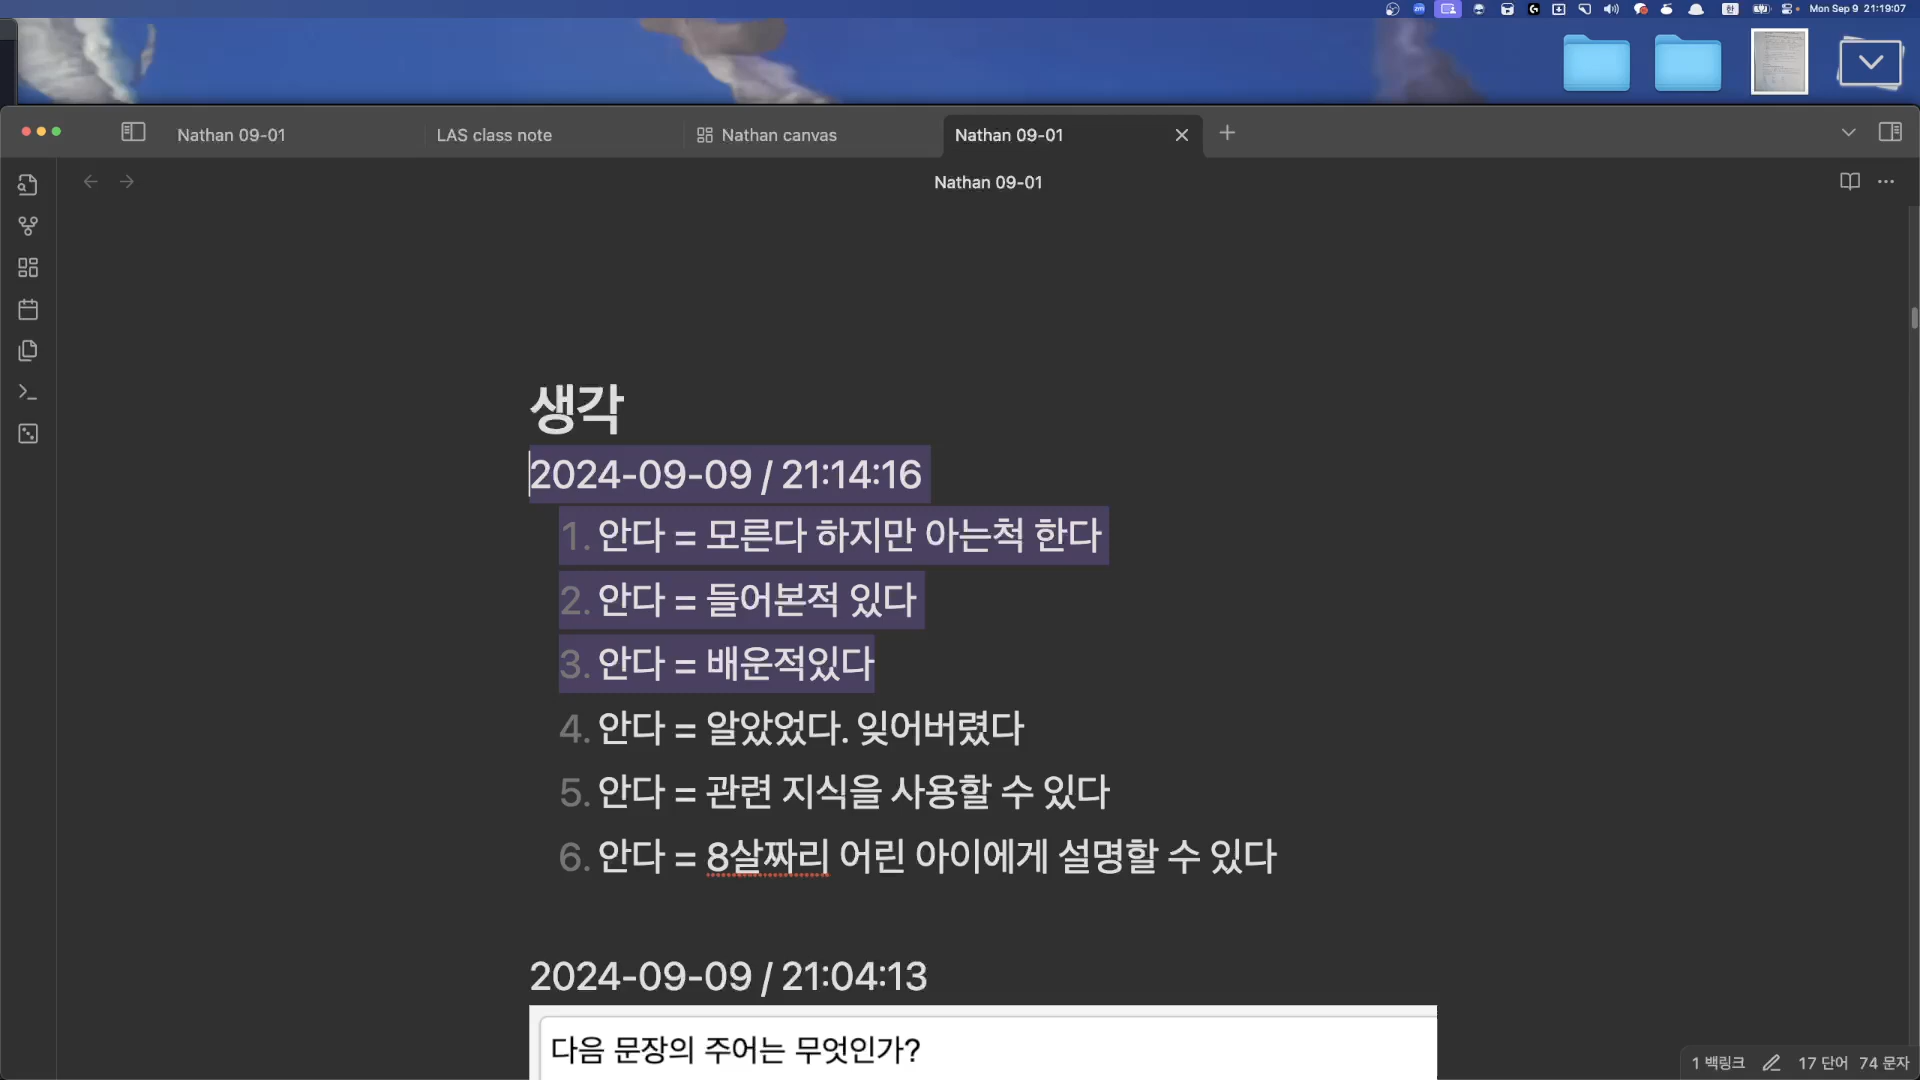 Mon Sep 9 21:19:07
Nathan 09-01
LAS class note
Nathan canvas
Nathan 09-01
Nathan 09-01
생각
2024-09-09 / 21:14:16
1. 안다 = 모른다 하지만 아는척 한다
2. 안다 = 들어본적 있다
3. 안다 = 배운적있다
4. 안다 = 알았었다. 잊어버렸다
5. 안다 = 관련 지식을 사용할 수 있다
6. 안다 = 8살짜리 어린 아이에게 설명할 수 있다
2024-09-09 / 21:04:13
다음 문장의 주어는 무엇인가?
1 백링크 17 단어 74 문자